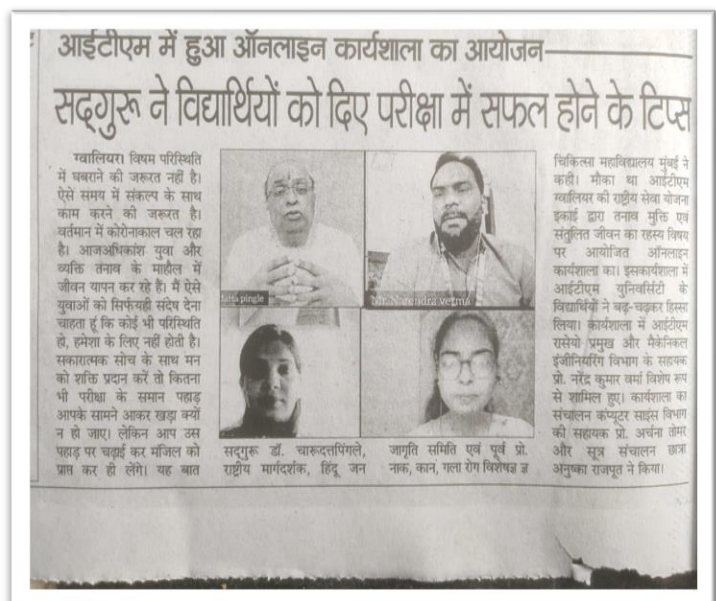 आईटीएम में हुआ ऑनलाइन कार्यशाला का आयोजन
सद्‌गुरू ने विद्यार्थियों को दिए परीक्षा में सफल होने के टिप्स
ग्वालियर। विषम परिस्थिति
में घबराने की जरूरत नहीं है।
ऐसे समय में संकल्प के साथ
काम करने की जरूरत है।
वर्तमान में कोरोनाकाल चल रहा
है। आजअधिकांश युवा और
व्यक्ति तनाव के माहौल में
जीवन यापन कर रहे हैं। मैं ऐसे
युवाओं को सिर्फयही संदेष देना
चाहता हूं कि कोई भी परिस्थिति
हो, हमेशा के लिए नहीं होती है।
सकारात्मक सोच के साथ मन
को शक्ति प्रदान करें तो कितना
भी परीक्षा के समान पहाड़
आपके सामने आकर खड़ा क्यों
न हो जाए। लेकिन आप उस
पहाड़ पर चढ़ाई कर मंजिल को
प्राप्त कर ही लेंगे। यह बात
pingle
Mr. Narendra verma
सद्‌गुरू डॉ. चारूदत्तपिंगले,
राष्ट्रीय मार्गदर्शक, हिंदू जन
जागृति समिति एवं पूर्व प्रो.
नाक, कान, गला रोग विशेषज्ञ ज्ञ
चिकित्सा महाविद्यालय मुंबई ने
कही। मौका था आईटीएम
ग्वालियर की राष्ट्रीय सेवा योजना
इकाई द्वारा तनाव मुक्ति एवं
संतुलित जीवन का रहस्य विषय
पर आयोजित ऑनलाइन
कार्यशाला का। इसकार्यशाला में
आईटीएम युनिवर्सिटी के
विद्यार्थियों ने बढ़-चढ़कर हिस्सा
लिया। कार्यशाला में आईटीएम
रासेयो प्रमुख और मैकेनिकल
इंजीनियरिंग विभाग के सहायक
प्रो. नरेंद्र कुमार वर्मा विशेष रूप
से शामिल हुए। कार्यशाला का
संचालन कंप्यूटर साइंस विभाग
की सहायक प्रो. अर्चना तोमर
और सूत्र संचालन छात्रा
अनुष्का राजपूत ने किया।